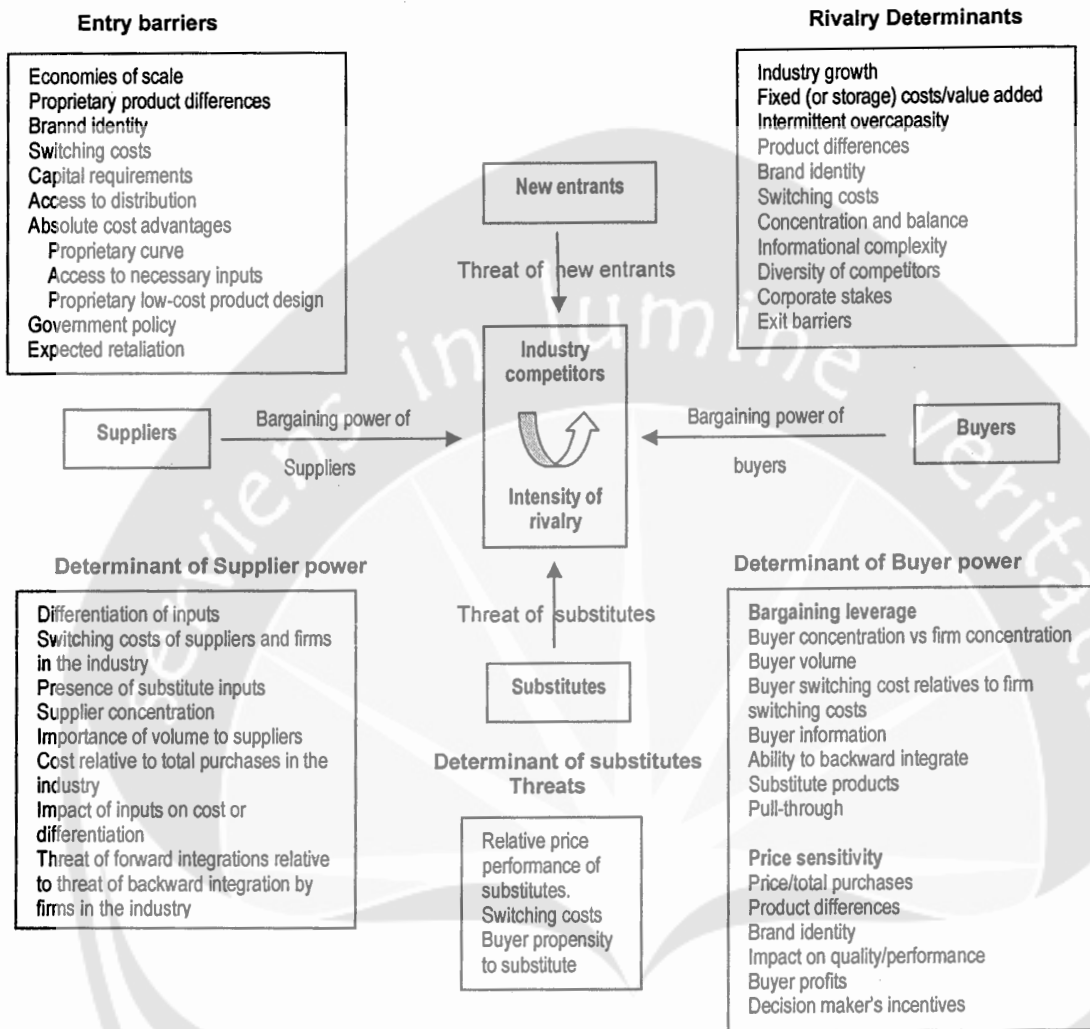 Entry barriers
Economies of scale
Proprietary product differences
Brannd identity
Switching costs
Capital requirements
Access to distribution
Absolute cost advantages
Proprietary curve
Access to necessary inputs
Proprietary low-cost product design
Government policy
Expected retaliation
Rivalry Determinants
Industry growth
Fixed (or storage) costs/value added
Intermittent overcapasity
Product differences
Brand identity
Switching costs
Concentration and balance
Informational complexity
Diversity of competitors
Corporate stakes
Exit barriers
New entrants
Threat of new entrants
Industry
competitors
Intensity of
rivalry
Suppliers
Bargaining power of
Suppliers
Bargaining power of
buyers
Buyers
Determinant of Supplier power
Differentiation of inputs
Switching costs of suppliers and firms
in the industry
Presence of substitute inputs
Supplier concentration
Importance of volume to suppliers
Cost relative to total purchases in the
industry
Impact of inputs on cost or
differentiation
Threat of forward integrations relative
to threat of backward integration by
firms in the industry
Threat of substitutes
Substitutes
Determinant of substitutes
Threats
Relative price
performance of
substitutes.
Switching costs
Buyer propensity
to substitute
Determinant of Buyer power
Bargaining leverage
Buyer concentration vs firm concentration
Buyer volume
Buyer switching cost relatives to firm
switching costs
Buyer information
Ability to backward integrate
Substitute products
Pull-through
Price sensitivity
Price/total purchases
Product differences
Brand identity
Impact on quality/performance
Buyer profits
Decision maker's incentives
serviens in lumine